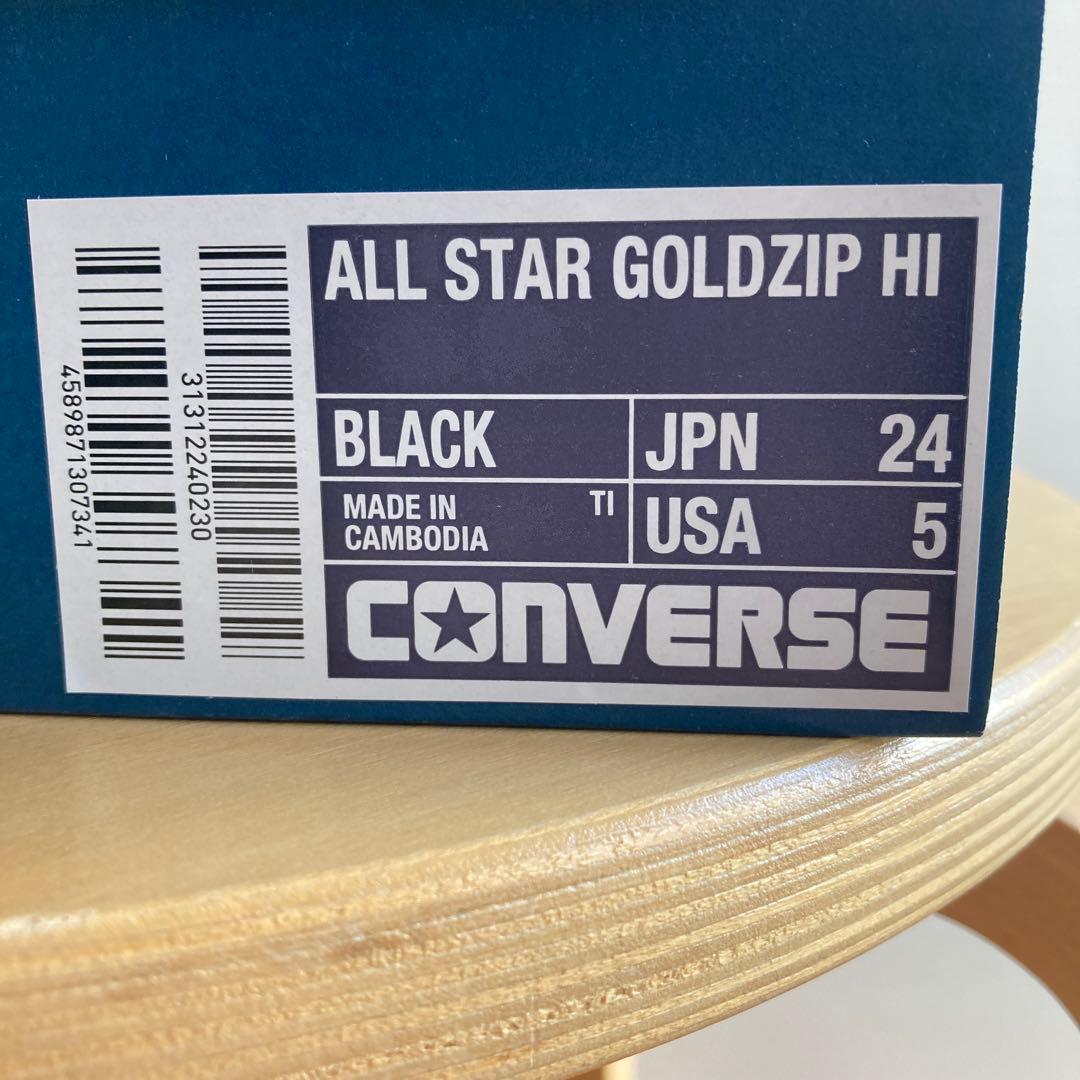 ALL STAR GOLDZIP HI
BLACK
JPN 24
MADE IN
CAMBODIA
TI
USA 5
CONVERSE
4589871307341
31312240230